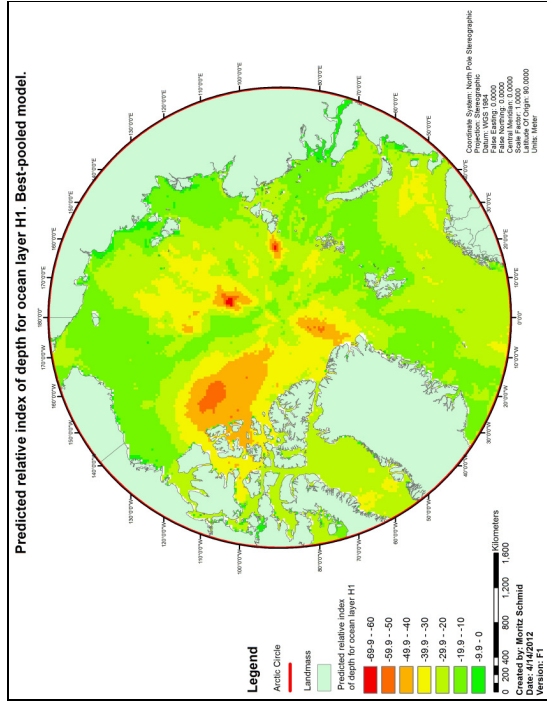 Predicted relative index of depth for ocean layer H1. Best-pooled model.
180°0'0"
170°0'0"E
160°0'0"E
150°0'0"E
140°0'0"E
130°0'0"E
120°0'0"E
110°0'0"E
100°0'0"E
80°0'0"E
70°0'0"E
60°0'0"E
50°0'0"E
40°0'0"E
30°0'0"E
20°0'0"E
10°0'0"E
0°0'0"
10°0'0"W
20°0'0"W
30°0'0"W
40°0'0"W
50°0'0"W
60°0'0"W
70°0'0"W
80°0'0"W
100°0'0"W
110°0'0"W
130°0'0"W
140°0'0"W
150°0'0"W
160°0'0"W
170°0'0"W
Legend
Arctic Circle
Landmass
Predicted relative index
of depth for ocean layer H1
-69.9 - -60
-59.9 - -50
-49.9 - -40
-39.9 - -30
-29.9 - -20
-19.9 - -10
-9.9 - 0
0 200 400 800 1,200 1,600
Kilometers
Created by: Moritz Schmid
Date: 4/14/2012
Version: F1
Coordinate System: North Pole Stereographic
Projection: Stereographic
Datum: WGS 1984
False Easting: 0.0000
False Northing: 0.0000
Central Meridian: 0.0000
Scale Factor: 1.0000
Latitude Of Origin: 90.0000
Units: Meter